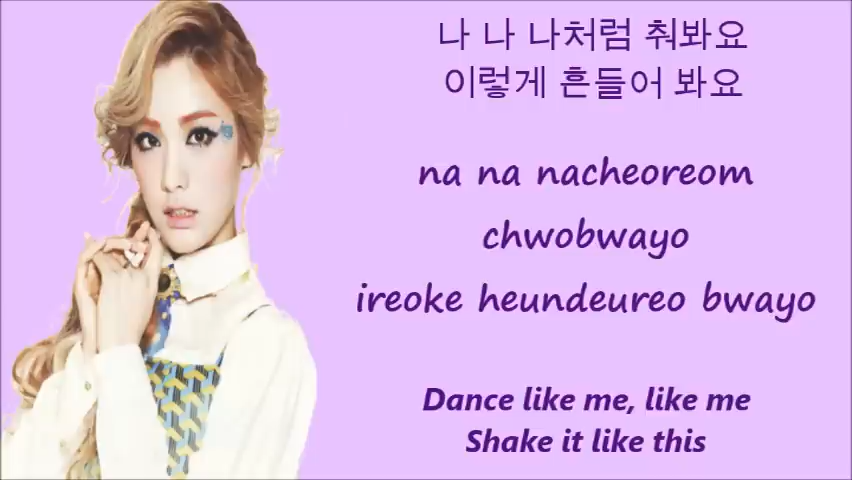 나 나 나처럼 춰봐요
이렇게 흔들어 봐요
na na nacheoreom
chwobwayo
ireoke heundeureo bwayo
Dance like me, like me
Shake it like this